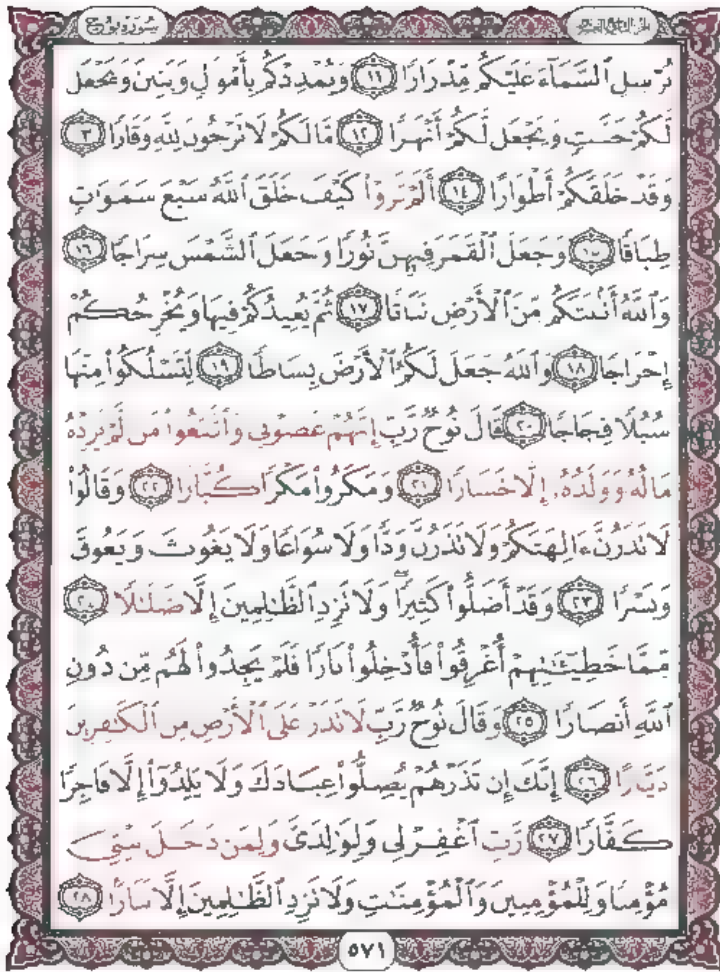 سورة نوح
الجزء التاسع والعشرون
يُرْسِلِ ٱلسَّمَآءَ عَلَيْكُم مِّدْرَارًا ١١ وَيُمْدِدْكُم بِأَمْوَٰلٍ وَبَنِينَ وَيَجْعَل
لَّكُمْ جَنَّٰتٍ وَيَجْعَل لَّكُمْ أَنْهَٰرًا ١٢ مَّا لَكُمْ لَا تَرْجُونَ لِلَّهِ وَقَارًا ١٣
وَقَدْ خَلَقَكُمْ أَطْوَارًا ١٤ أَلَمْ تَرَوْا۟ كَيْفَ خَلَقَ ٱللَّهُ سَبْعَ سَمَٰوَٰتٍ
طِبَاقًا ١٥ وَجَعَلَ ٱلْقَمَرَ فِيهِنَّ نُورًا وَجَعَلَ ٱلشَّمْسَ سِرَاجًا ١٦
وَٱللَّهُ أَنۢبَتَكُم مِّنَ ٱلْأَرْضِ نَبَاتًا ١٧ ثُمَّ يُعِيدُكُمْ فِيهَا وَيُخْرِجُكُمْ
إِخْرَاجًا ١٨ وَٱللَّهُ جَعَلَ لَكُمُ ٱلْأَرْضَ بِسَاطًا ١٩ لِّتَسْلُكُوا۟ مِنْهَا
سُبُلًا فِجَاجًا ٢٠ قَالَ نُوحٌ رَّبِّ إِنَّهُمْ عَصَوْنِى وَٱتَّبَعُوا۟ مَن لَّمْ يَزِدْهُ
مَالُهُۥ وَوَلَدُهُۥٓ إِلَّا خَسَارًا ٢١ وَمَكَرُوا۟ مَكْرًا كُبَّارًا ٢٢ وَقَالُوا۟
لَا تَذَرُنَّ ءَالِهَتَكُمْ وَلَا تَذَرُنَّ وَدًّا وَلَا سُوَاعًا وَلَا يَغُوثَ وَيَعُوقَ
وَنَسْرًا ٢٣ وَقَدْ أَضَلُّوا۟ كَثِيرًا ۖ وَلَا تَزِدِ ٱلظَّٰلِمِينَ إِلَّا ضَلَٰلًا ٢٤
مِّمَّا خَطِيٓـَٰٔتِهِمْ أُغْرِقُوا۟ فَأُدْخِلُوا۟ نَارًا فَلَمْ يَجِدُوا۟ لَهُم مِّن دُونِ
ٱللَّهِ أَنصَارًا ٢٥ وَقَالَ نُوحٌ رَّبِّ لَا تَذَرْ عَلَى ٱلْأَرْضِ مِنَ ٱلْكَٰفِرِينَ
دَيَّارًا ٢٦ إِنَّكَ إِن تَذَرْهُمْ يُضِلُّوا۟ عِبَادَكَ وَلَا يَلِدُوٓا۟ إِلَّا فَاجِرًا
كَفَّارًا ٢٧ رَّبِّ ٱغْفِرْ لِى وَلِوَٰلِدَىَّ وَلِمَن دَخَلَ بَيْتِىَ
مُؤْمِنًا وَلِلْمُؤْمِنِينَ وَٱلْمُؤْمِنَٰتِ وَلَا تَزِدِ ٱلظَّٰلِمِينَ إِلَّا تَبَارًۢا ٢٨
٥٧١